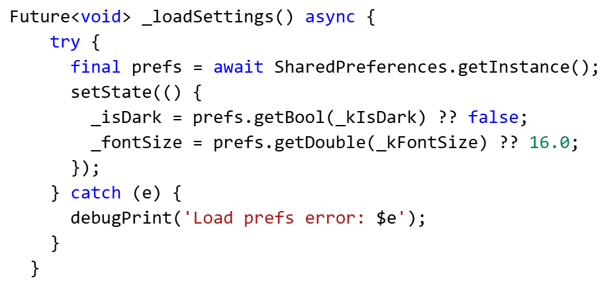 Future<void> _loadSettings() async {
    try {
      final prefs = await SharedPreferences.getInstance();
      setState(() {
        _isDark = prefs.getBool(_kIsDark) ?? false;
        _fontSize = prefs.getDouble(_kFontSize) ?? 16.0;
      });
    } catch (e) {
      debugPrint('Load prefs error: $e');
    }
  }